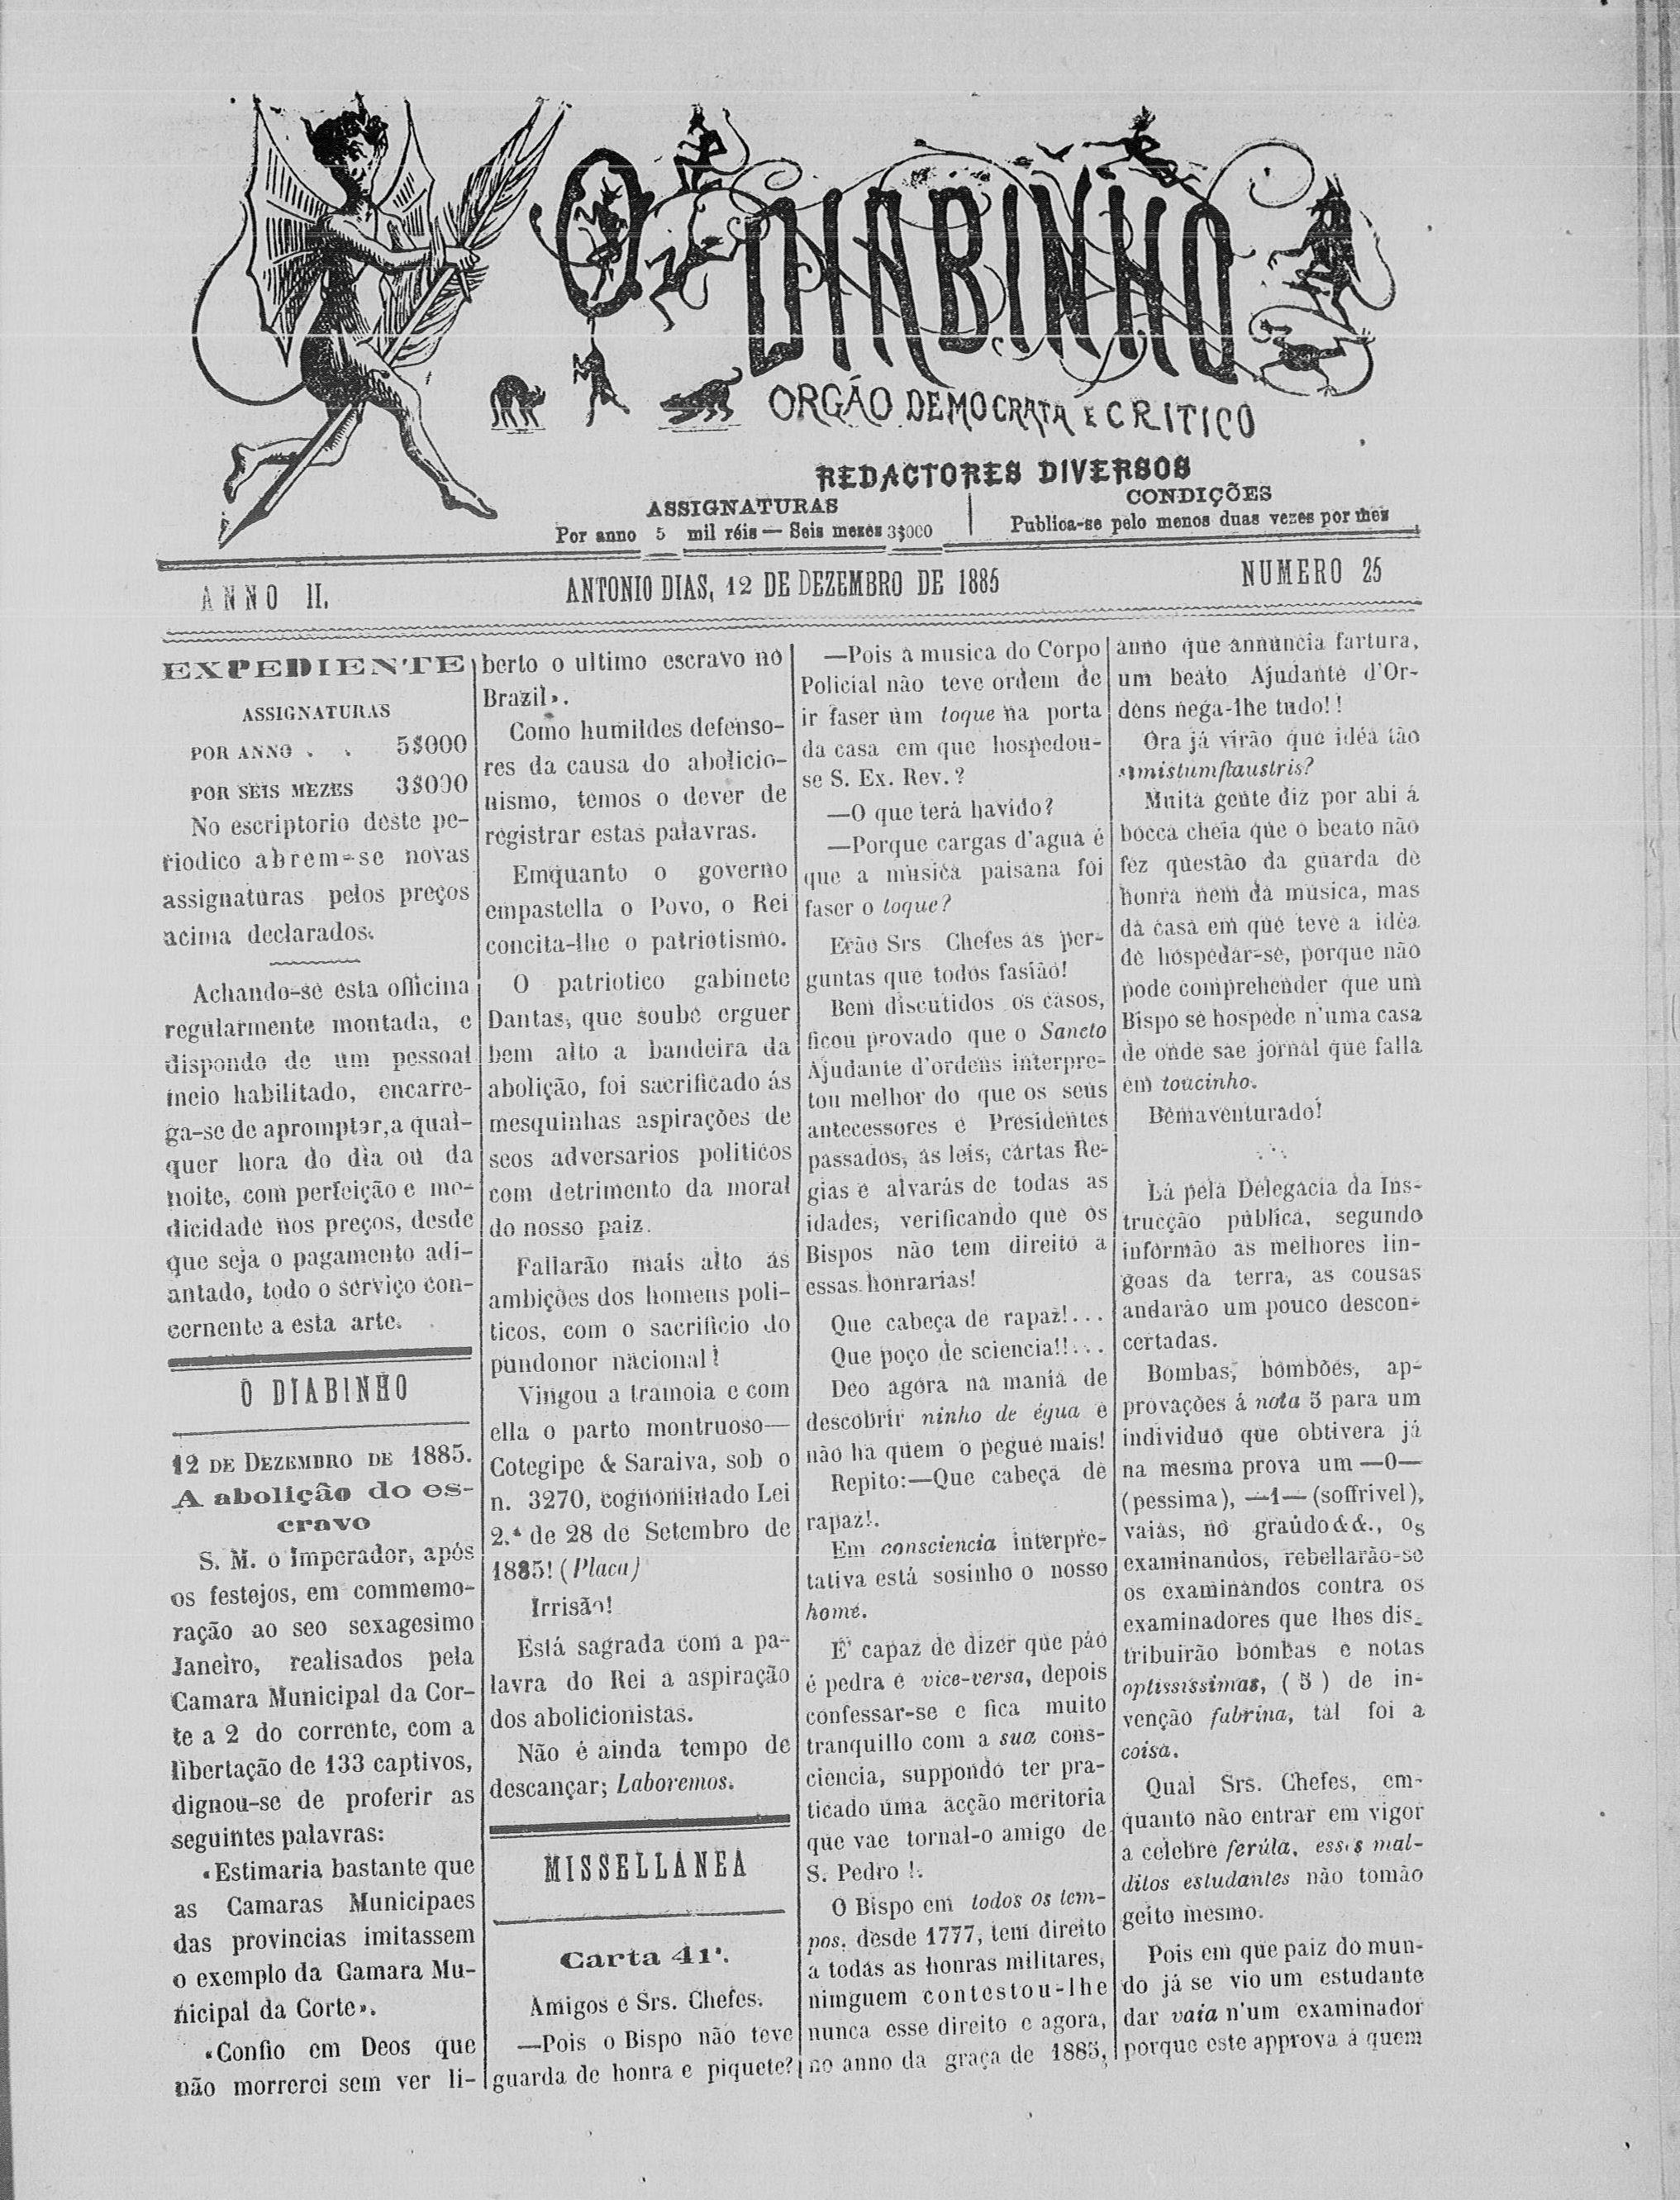 O DIABINHO
ORGÃO DEMOCRATA E CRITICO
REDACTORES DIVERSOS
ASSIGNATURAS
Por anno 5 mil réis — Seis mezes 3$000
CONDIÇÕES
Publica-se pelo menos duas vezes por mez
ANNO II.
ANTONIO DIAS, 12 DE DEZEMBRO DE 1885
NUMERO 25
EXPEDIENTE
ASSIGNATURAS
POR ANNO . . 5$000
POR SEIS MEZES 3$000
No escriptorio deste pe-
riodico abrem-se novas
assignaturas pelos preços
acima declarados.
Achando-se esta officina
regularmente montada, e
dispondo de um pessoal
incio habilitado, encarre-
ga-se de apromptar, a qual-
quer hora do dia ou da
noite, com perfeição e mo-
dicidade nos preços, desde
que seja o pagamento adi-
antado, todo o serviço con-
cernente a esta arte.
O DIABINHO
12 DE DEZEMBRO DE 1885.
A abolição do es-
cravo
S. M. o Imperador, após
os festejos, em commemo-
ração ao seo sexagesimo
Janeiro, realisados pela
Camara Municipal da Cor-
te a 2 do corrente, com a
libertação de 133 captivos,
dignou-se de proferir as
seguintes palavras:
«Estimaria bastante que
as Camaras Municipaes
das provincias imitassem
o exemplo da Camara Mu-
nicipal da Corte».
«Confio em Deos que
não morrerei sem ver li-
berto o ultimo escravo no
Brazil».
Como humildes defenso-
res da causa do abolicio-
nismo, temos o dever de
registrar estas palavras.
Emquanto o governo
empastella o Povo, o Rei
concita-lhe o patriotismo.
O patriotico gabinete
Dantas, que soube erguer
bem alto a bandeira da
abolição, foi sacrificado ás
mesquinhas aspirações de
seos adversarios politicos
com detrimento da moral
do nosso paiz.
Fallarão mais alto ás
ambições dos homens poli-
ticos, com o sacrificio do
pundonor nacional!
Vingou a tramoia e com
ella o parto montruoso—
Cotegipe & Saraiva, sob o
n. 3270, cognominado Lei
2.ª de 28 de Setembro de
1885! (Placa)
Irrisão!
Está sagrada com a pa-
lavra do Rei a aspiração
dos abolicionistas.
Não é ainda tempo de
descançar; Laboremos.
MISSELLANEA
Carta 41ª.
Amigos e Srs. Chefes.
—Pois o Bispo não teve
guarda de honra e piquete?
—Pois a musica do Corpo
Policial não teve ordem de
ir faser um toque na porta
da casa em que hospedou-
se S. Ex. Rev.?
—O que terá havido?
—Porque cargas d'agua é
que a musica paisana foi
faser o toque?
Erão Srs. Chefes as per-
guntas que todos fasião!
Bem discutidos os casos,
ficou provado que o Sancto
Ajudante d'ordens interpre-
tou melhor do que os seus
antecessores e Presidentes
passados, as leis, cartas Re-
gias e alvarás de todas as
idades, verificando que os
Bispos não tem direito a
essas honrarias!
Que cabeça de rapaz!...
Que poço de sciencia!!...
Deo agora na mania de
descobrir ninho de égua e
não ha quem o pegue mais!
Repito:—Que cabeça de
rapaz!.
Em consciencia interpre-
tativa está sosinho o nosso
home.
E' capaz de dizer que páo
é pedra e vice-versa, depois
confessar-se e fica muito
tranquillo com a sua cons-
ciencia, suppondo ter pra-
ticado uma acção meritoria
que vae tornal-o amigo de
S. Pedro !.
O Bispo em todos os tem-
pos, desde 1777, tem direito
a todas as honras militares,
nimguem contestou-lhe
nunca esse direito e agora,
no anno da graça de 1885,
anno que annuncia fartura,
um beato Ajudante d'Or-
dens nega-lhe tudo!!
Ora já virão que idéa tão
Muita gente diz por ahi á
bocca cheia que o beato não
fez questão da guarda de
honra nem da musica, mas
da casa em que teve a idéa
de hospedar-se, porque não
pode comprehender que um
Bispo se hospede n'uma casa
de onde sae jornal que falla
em toucinho.
Bemaventurado!
Lá pela Delegacia da Ins-
trucção publica, segundo
informão as melhores lin-
goas da terra, as cousas
andarão um pouco descon-
certadas.
Bombas, bombões, ap-
provações á nota 5 para um
individuo que obtivera já
na mesma prova um —0—
(pessima), —1— (soffrivel),
vaias, no graúdo &&., os
examinandos, rebellarão-se
os examinandos contra os
examinadores que lhes dis-
tribuirão bombas e notas
optississimas, (5) de in-
venção fabrina, tal foi a
coisa.
Qual Srs. Chefes, em-
quanto não entrar em vigor
a celebre ferúla, esses mal-
ditos estudantes não tomão
geito mesmo.
Pois em que paiz do mun-
do já se vio um estudante
dar vaia n'um examinador
porque este approva á quem